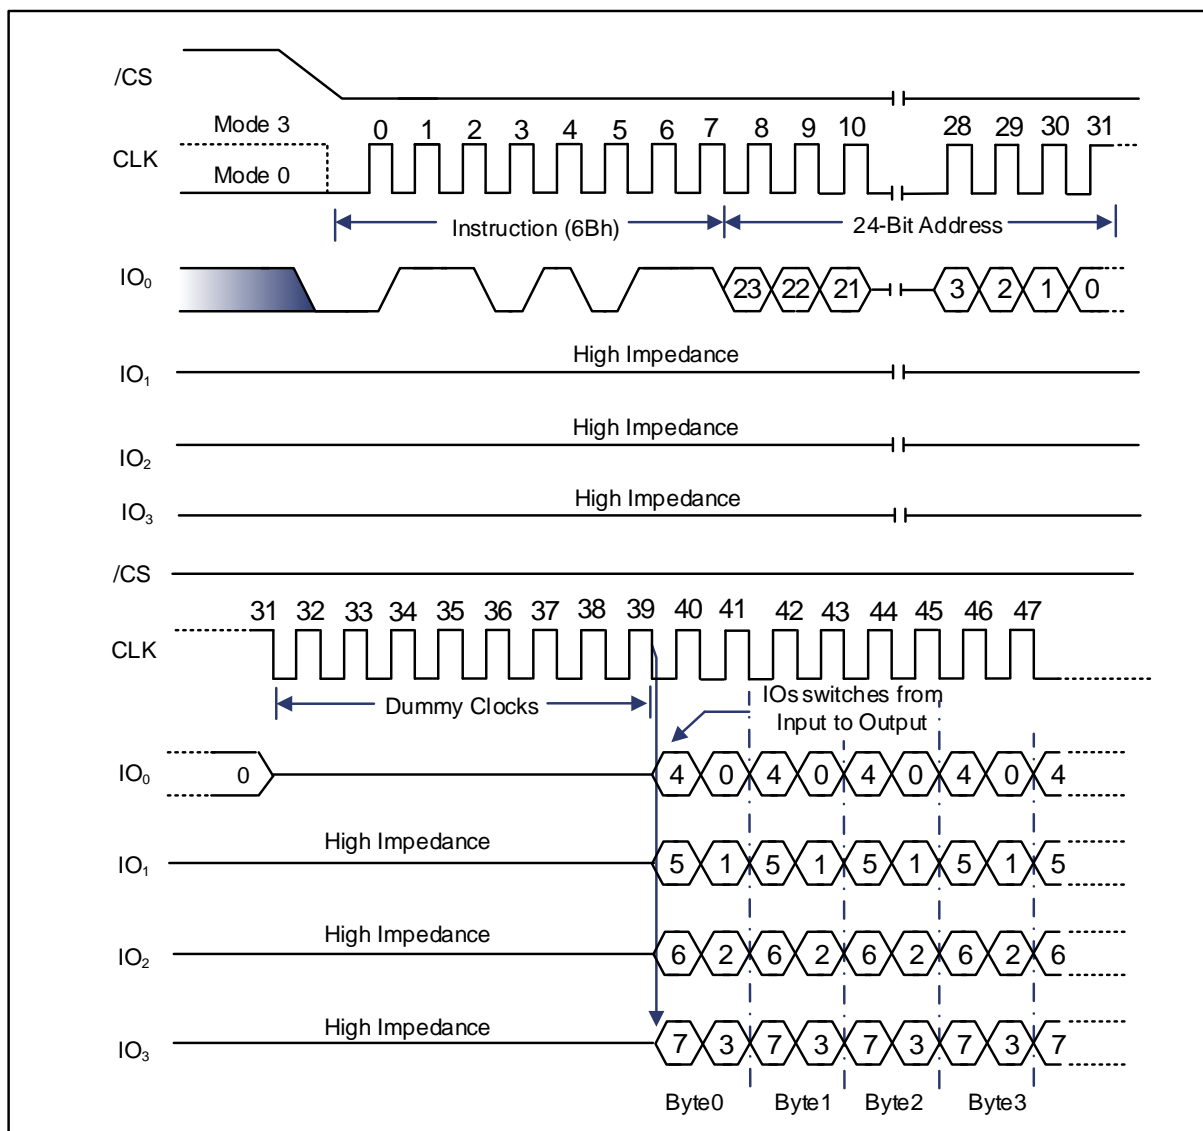 /CS
Mode 3
0 1 2 3 4 5 6 7 8 9 10 28 29 30 31
CLK
Mode 0
Instruction (6Bh) 24-Bit Address
IO₀ 23 22 21 3 2 1 0
High Impedance
IO₁
High Impedance
IO₂
High Impedance
IO₃
/CS
31 32 33 34 35 36 37 38 39 40 41 42 43 44 45 46 47
CLK
Dummy Clocks
IOs switches from
Input to Output
IO₀ 0 4 0 4 0 4 0 4 0 4
High Impedance
IO₁ 5 1 5 1 5 1 5 1 5
High Impedance
IO₂ 6 2 6 2 6 2 6 2 6
High Impedance
IO₃ 7 3 7 3 7 3 7 3 7
Byte0 Byte1 Byte2 Byte3